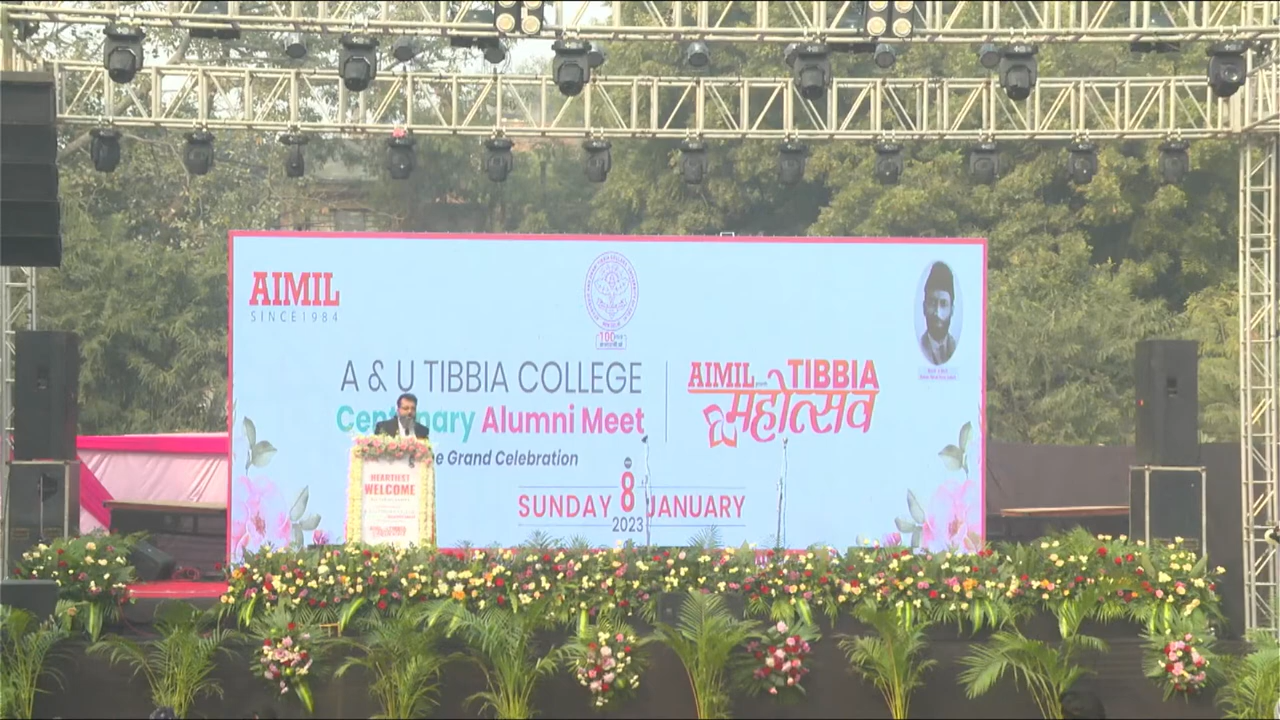 AIMIL
SINCE 1984
100
A & U TIBBIA COLLEGE
Centenary Alumni Meet
The Grand Celebration
AIMIL TIBBIA
महोत्सव
SUNDAY 8 JANUARY
2023
HEARTIEST
WELCOME